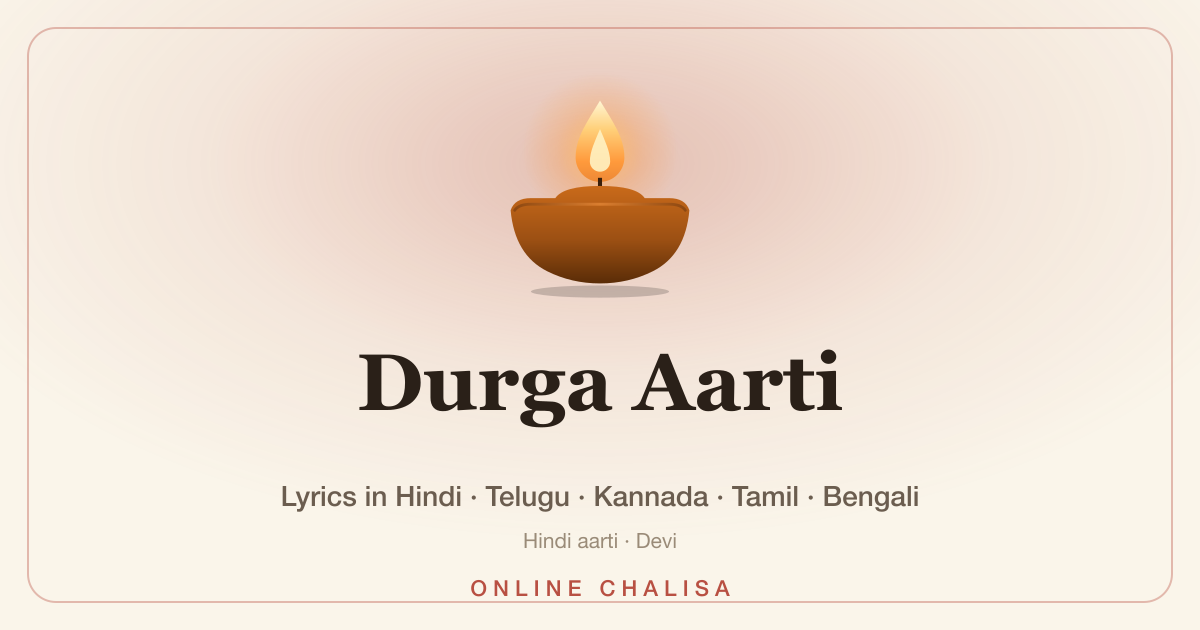 Durga Aarti
Lyrics in Hindi · Telugu · Kannada · Tamil · Bengali
Hindi aarti · Devi
ONLINE CHALISA